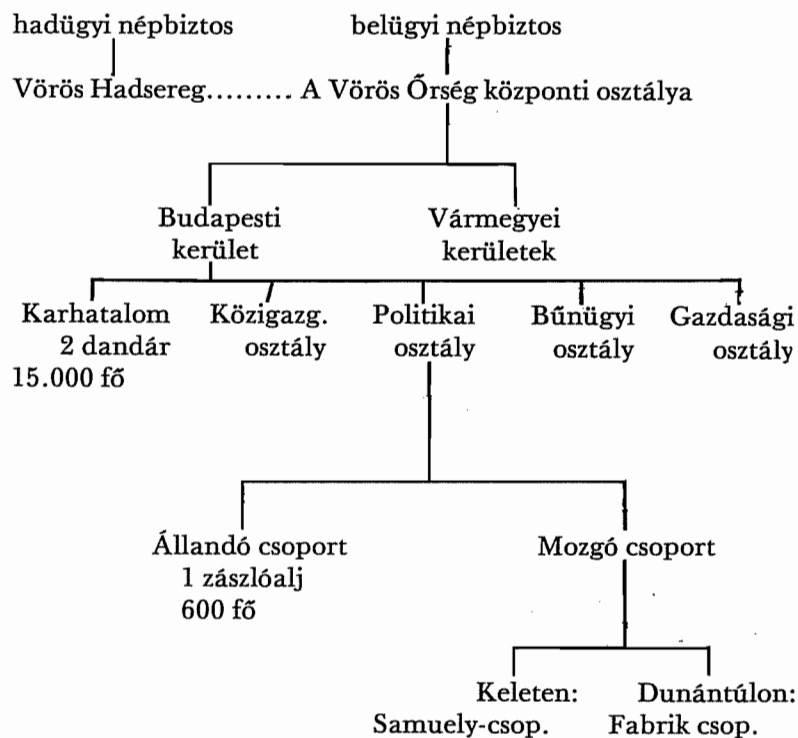 hadügyi népbiztos belügyi népbiztos
Vörös Hadsereg......... A Vörös Őrség központi osztálya
Budapesti kerület
Vármegyei kerületek
Karhatalom
2 dandár
15.000 fő
Közigazg. osztály
Politikai osztály
Bűnügyi osztály
Gazdasági osztály
Állandó csoport
1 zászlóalj
600 fő
Mozgó csoport
Keleten:
Samuely-csop.
Dunántúlon:
Fabrik csop.